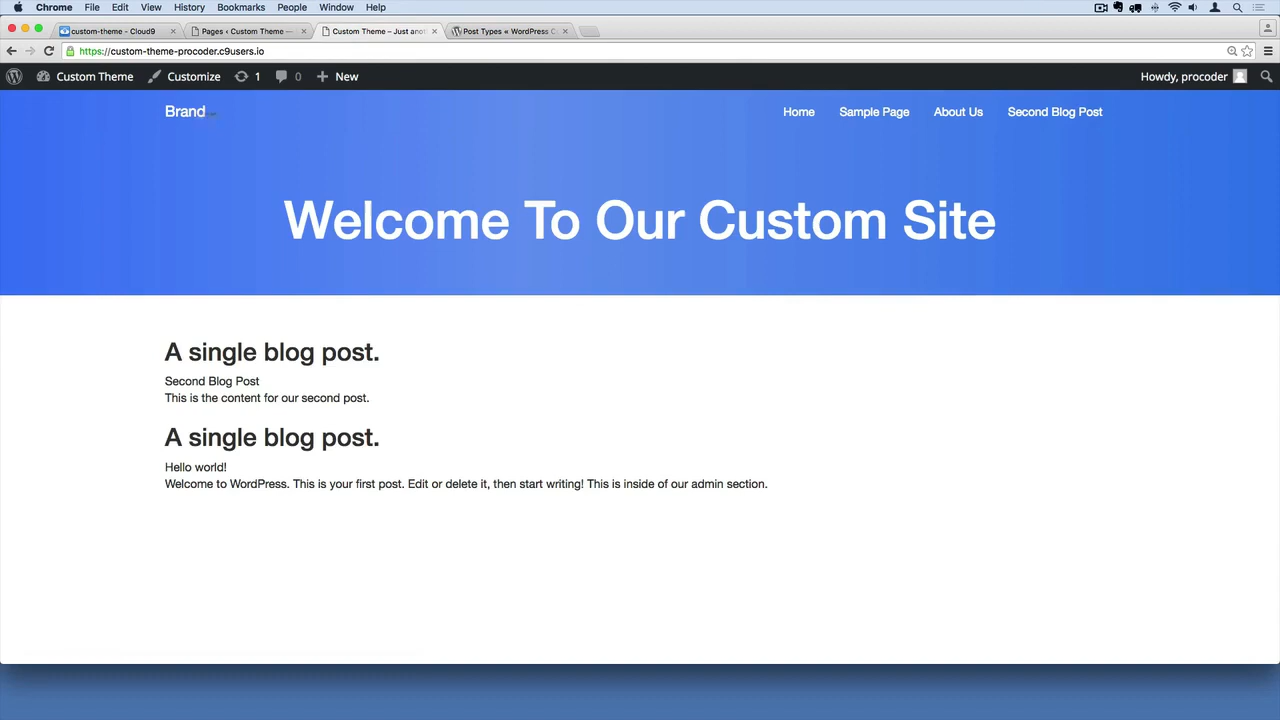 Chrome File Edit View History Bookmarks People Window Help
custom-theme - Cloud9
Pages ‹ Custom Theme —
Custom Theme – Just anot
Post Types « WordPress C
https://custom-theme-procoder.c9users.io
Custom Theme Customize 1 0 New Howdy, procoder
Brand
Home Sample Page About Us Second Blog Post
Welcome To Our Custom Site
A single blog post.
Second Blog Post
This is the content for our second post.
A single blog post.
Hello world!
Welcome to WordPress. This is your first post. Edit or delete it, then start writing! This is inside of our admin section.